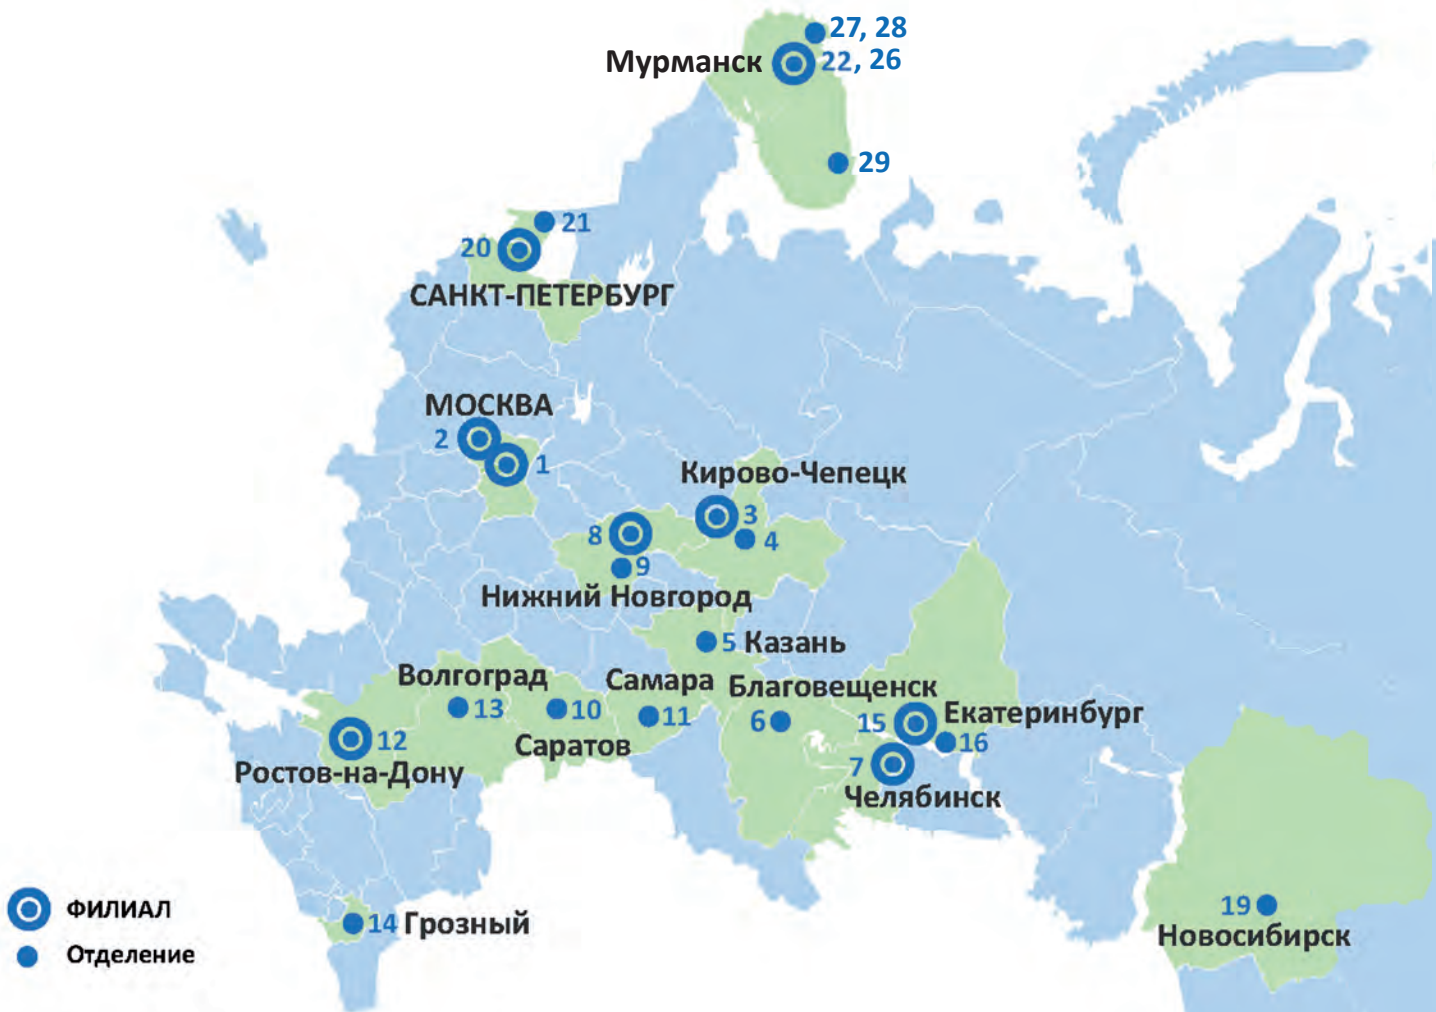 27, 28
Мурманск 22, 26
29
21
20
САНКТ-ПЕТЕРБУРГ
МОСКВА
2
1
Кирово-Чепецк
3
8
4
9
Нижний Новгород
5 Казань
Волгоград
Самара
Благовещенск
13
10
11
6
15
Екатеринбург
12
Саратов
16
Ростов-на-Дону
7
Челябинск
19
ФИЛИАЛ
14 Грозный
Новосибирск
Отделение